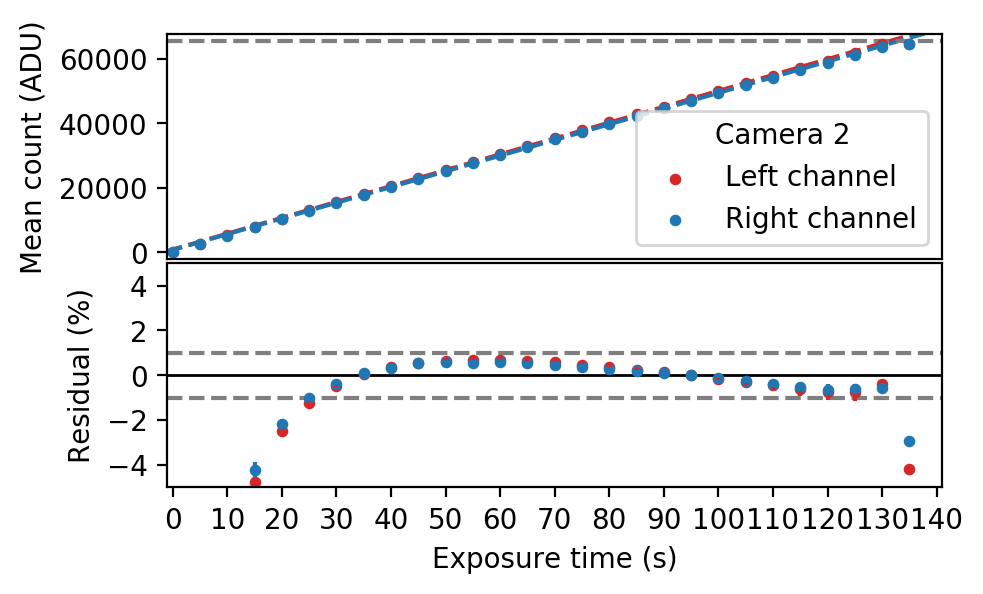 Mean count (ADU)
60000
40000
20000
0
Camera 2
Left channel
Right channel
Residual (%)
4
2
0
−2
−4
0 10 20 30 40 50 60 70 80 90 100 110 120 130 140
Exposure time (s)